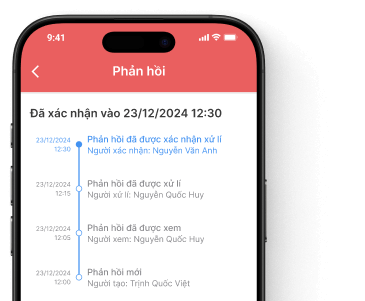 9:41
Phản hồi
Đã xác nhận vào 23/12/2024 12:30
23/12/2024 Phản hồi đã được xác nhận xử lí
12:30 Người xác nhận: Nguyễn Văn Anh
23/12/2024 Phản hồi đã được xử lí
12:15 Người xử lí: Nguyễn Quốc Huy
23/12/2024 Phản hồi đã được xem
12:05 Người xem: Nguyễn Quốc Huy
23/12/2024 Phản hồi mới
12:00 Người tạo: Trịnh Quốc Việt